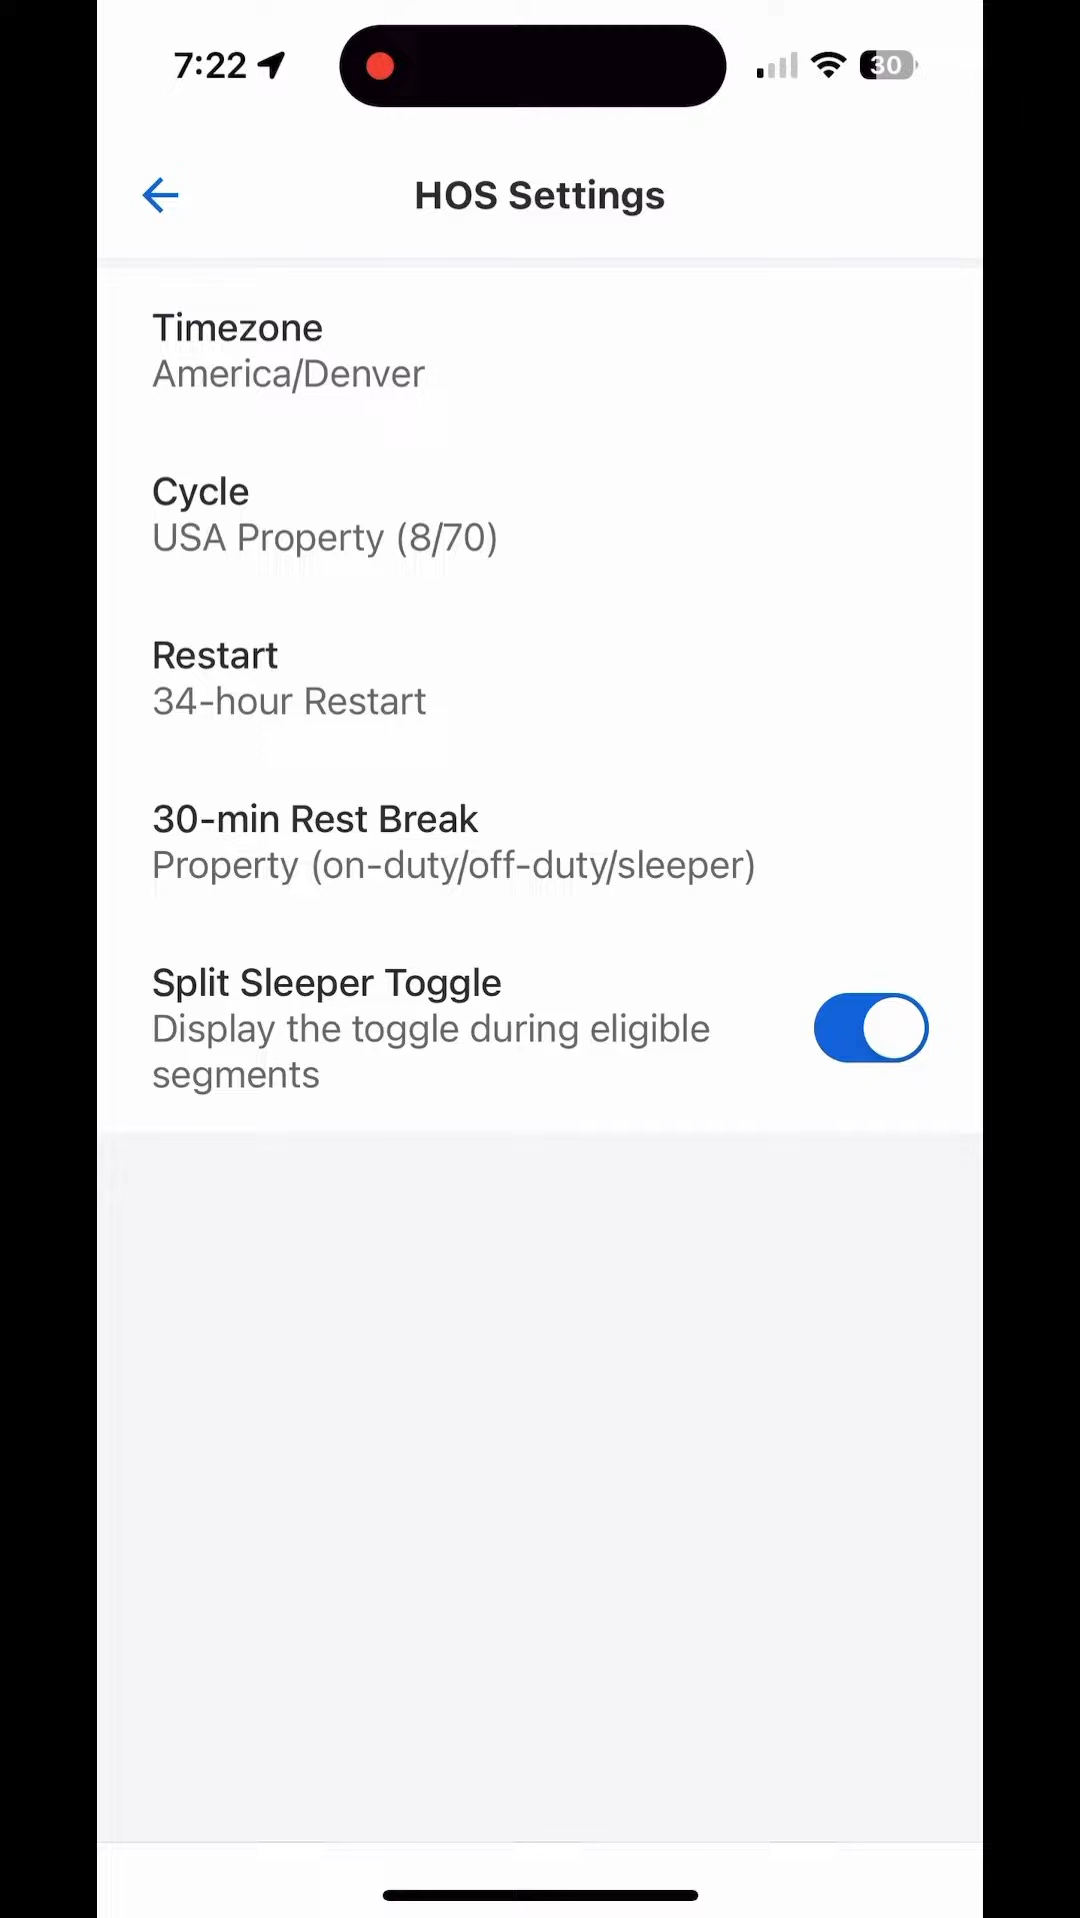 7:22
30
HOS Settings
Timezone
America/Denver
Cycle
USA Property (8/70)
Restart
34-hour Restart
30-min Rest Break
Property (on-duty/off-duty/sleeper)
Split Sleeper Toggle
Display the toggle during eligible
segments